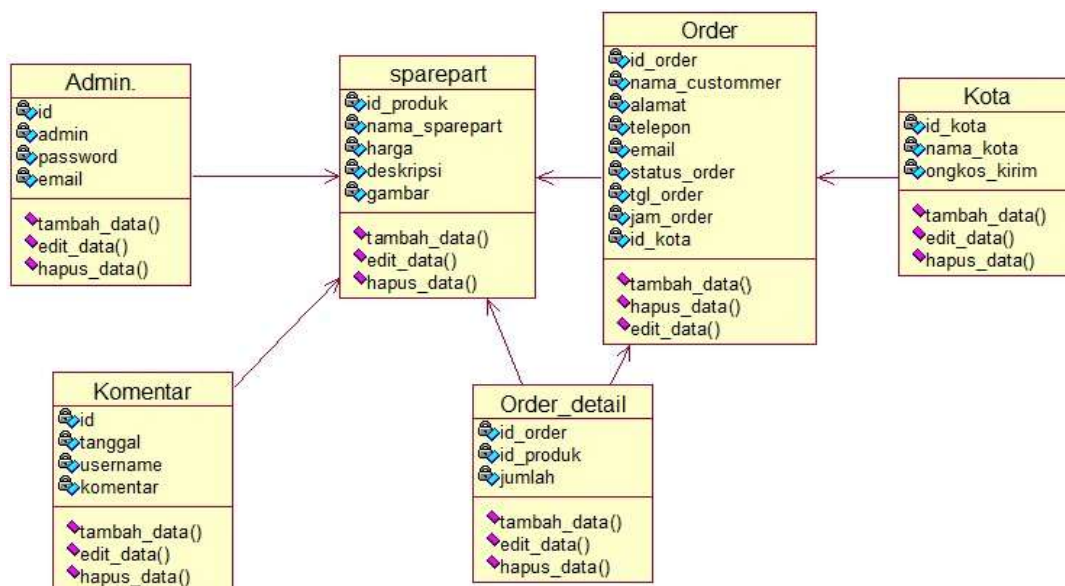 Admin.
id
admin
password
email
tambah_data()
edit_data()
hapus_data()
sparepart
id_produk
nama_sparepart
harga
deskripsi
gambar
tambah_data()
edit_data()
hapus_data()
Order
id_order
nama_custommer
alamat
telepon
email
status_order
tgl_order
jam_order
id_kota
tambah_data()
hapus_data()
edit_data()
Kota
id_kota
nama_kota
ongkos_kirim
tambah_data()
edit_data()
hapus_data()
Komentar
id
tanggal
username
komentar
tambah_data()
edit_data()
hapus_data()
Order_detail
id_order
id_produk
jumlah
tambah_data()
edit_data()
hapus_data()